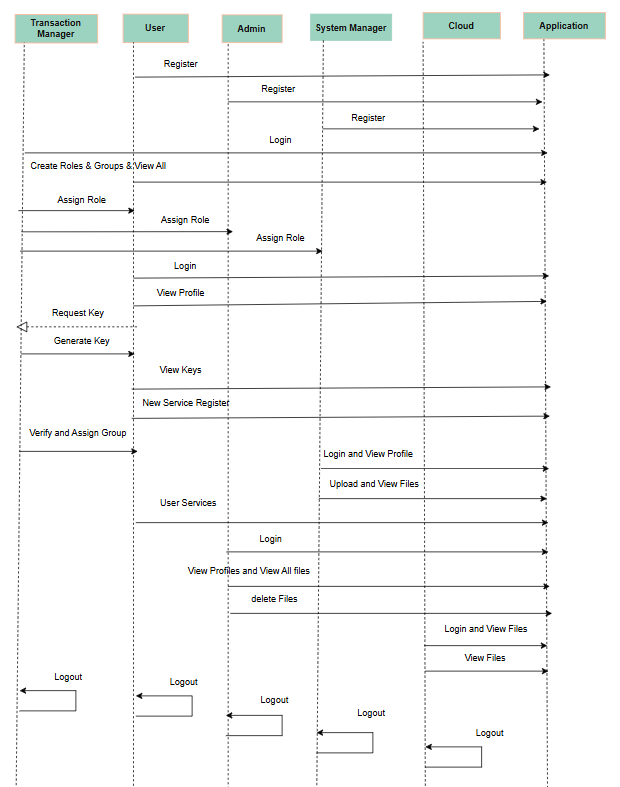 Transaction
Manager
User
Admin
System Manager
Cloud
Application
Register
Register
Register
Login
Create Roles & Groups & View All
Assign Role
Assign Role
Assign Role
Login
View Profile
Request Key
Generate Key
View Keys
New Service Register
Verify and Assign Group
Login and View Profile
Upload and View Files
User Services
Login
View Profiles and View All files
delete Files
Login and View Files
View Files
Logout
Logout
Logout
Logout
Logout